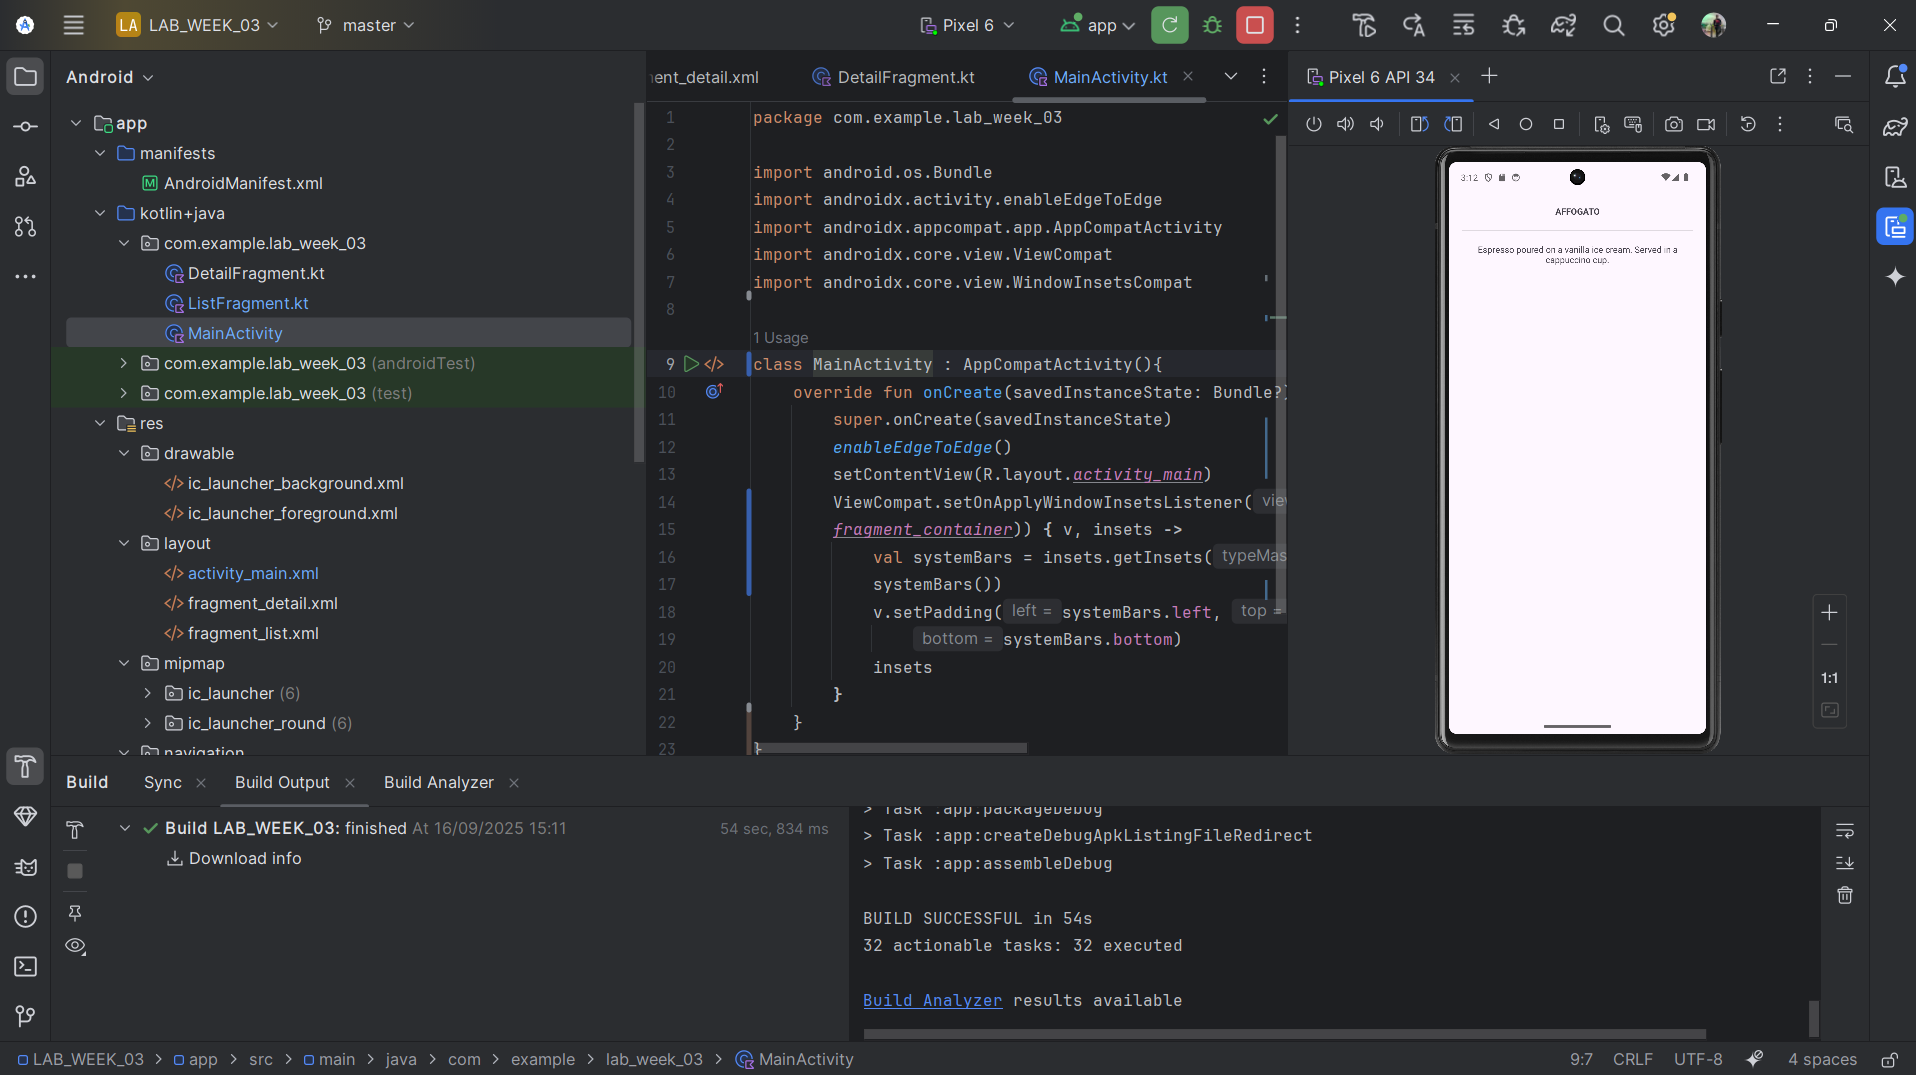 LA LAB_WEEK_03 master Pixel 6 app
Android
app
manifests
AndroidManifest.xml
kotlin+java
com.example.lab_week_03
DetailFragment.kt
ListFragment.kt
MainActivity
com.example.lab_week_03 (androidTest)
com.example.lab_week_03 (test)
res
drawable
ic_launcher_background.xml
ic_launcher_foreground.xml
layout
activity_main.xml
fragment_detail.xml
fragment_list.xml
mipmap
ic_launcher (6)
ic_launcher_round (6)
navigation
ent_detail.xml DetailFragment.kt MainActivity.kt
1 package com.example.lab_week_03
2
3 import android.os.Bundle
4 import androidx.activity.enableEdgeToEdge
5 import androidx.appcompat.app.AppCompatActivity
6 import androidx.core.view.ViewCompat
7 import androidx.core.view.WindowInsetsCompat
8
1 Usage
9 class MainActivity : AppCompatActivity(){
10 override fun onCreate(savedInstanceState: Bundle?)
11 super.onCreate(savedInstanceState)
12 enableEdgeToEdge()
13 setContentView(R.layout.activity_main)
14 ViewCompat.setOnApplyWindowInsetsListener( view
15 fragment_container)) { v, insets ->
16 val systemBars = insets.getInsets( typeMas
17 systemBars())
18 v.setPadding( left = systemBars.left, top =
19 bottom = systemBars.bottom)
20 insets
21 }
22 }
23 }
Pixel 6 API 34
3:12
AFFOGATO
Espresso poured on a vanilla ice cream. Served in a
cappuccino cup.
1:1
Build Sync Build Output Build Analyzer
Build LAB_WEEK_03: finished At 16/09/2025 15:11 54 sec, 834 ms
Download info
> Task :app:packageDebug
> Task :app:createDebugApkListingFileRedirect
> Task :app:assembleDebug
BUILD SUCCESSFUL in 54s
32 actionable tasks: 32 executed
Build Analyzer results available
LAB_WEEK_03 > app > src > main > java > com > example > lab_week_03 > MainActivity 9:7 CRLF UTF-8 4 spaces